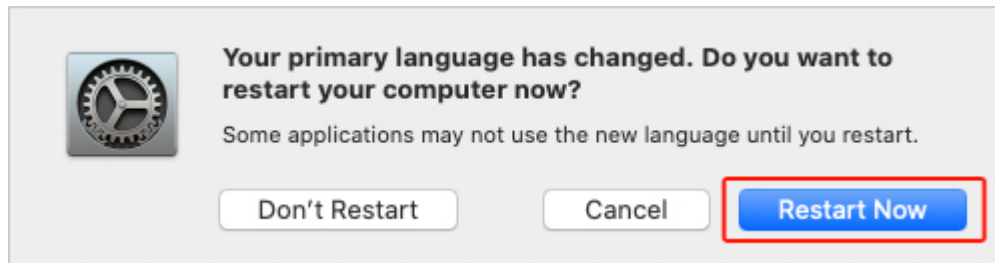 Your primary language has changed. Do you want to
restart your computer now?
Some applications may not use the new language until you restart.
Don't Restart
Cancel
Restart Now